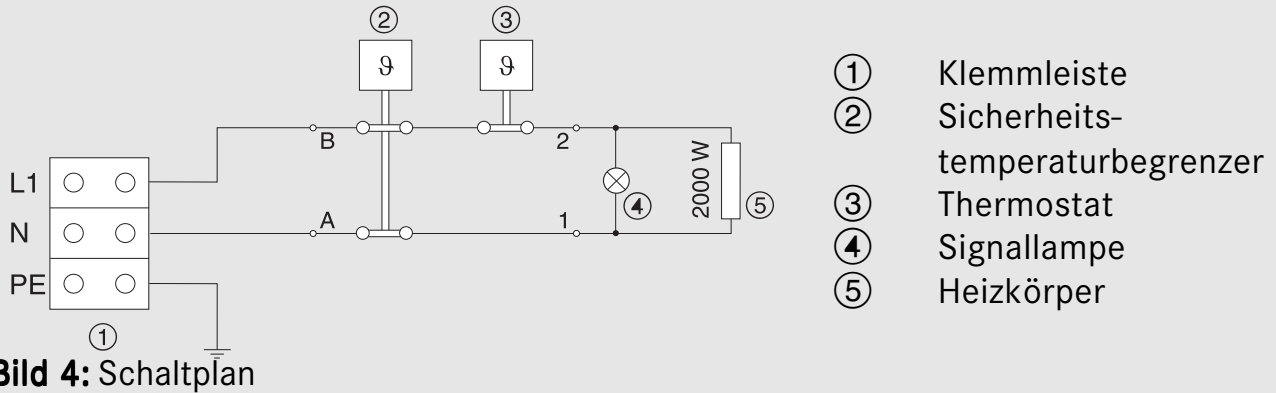 ② ③
ϑ ϑ
B 2
L1
N A 1 ④ 2000 W ⑤
PE
①
① Klemmleiste
② Sicherheits-
temperaturbegrenzer
③ Thermostat
④ Signallampe
⑤ Heizkörper
Bild 4: Schaltplan